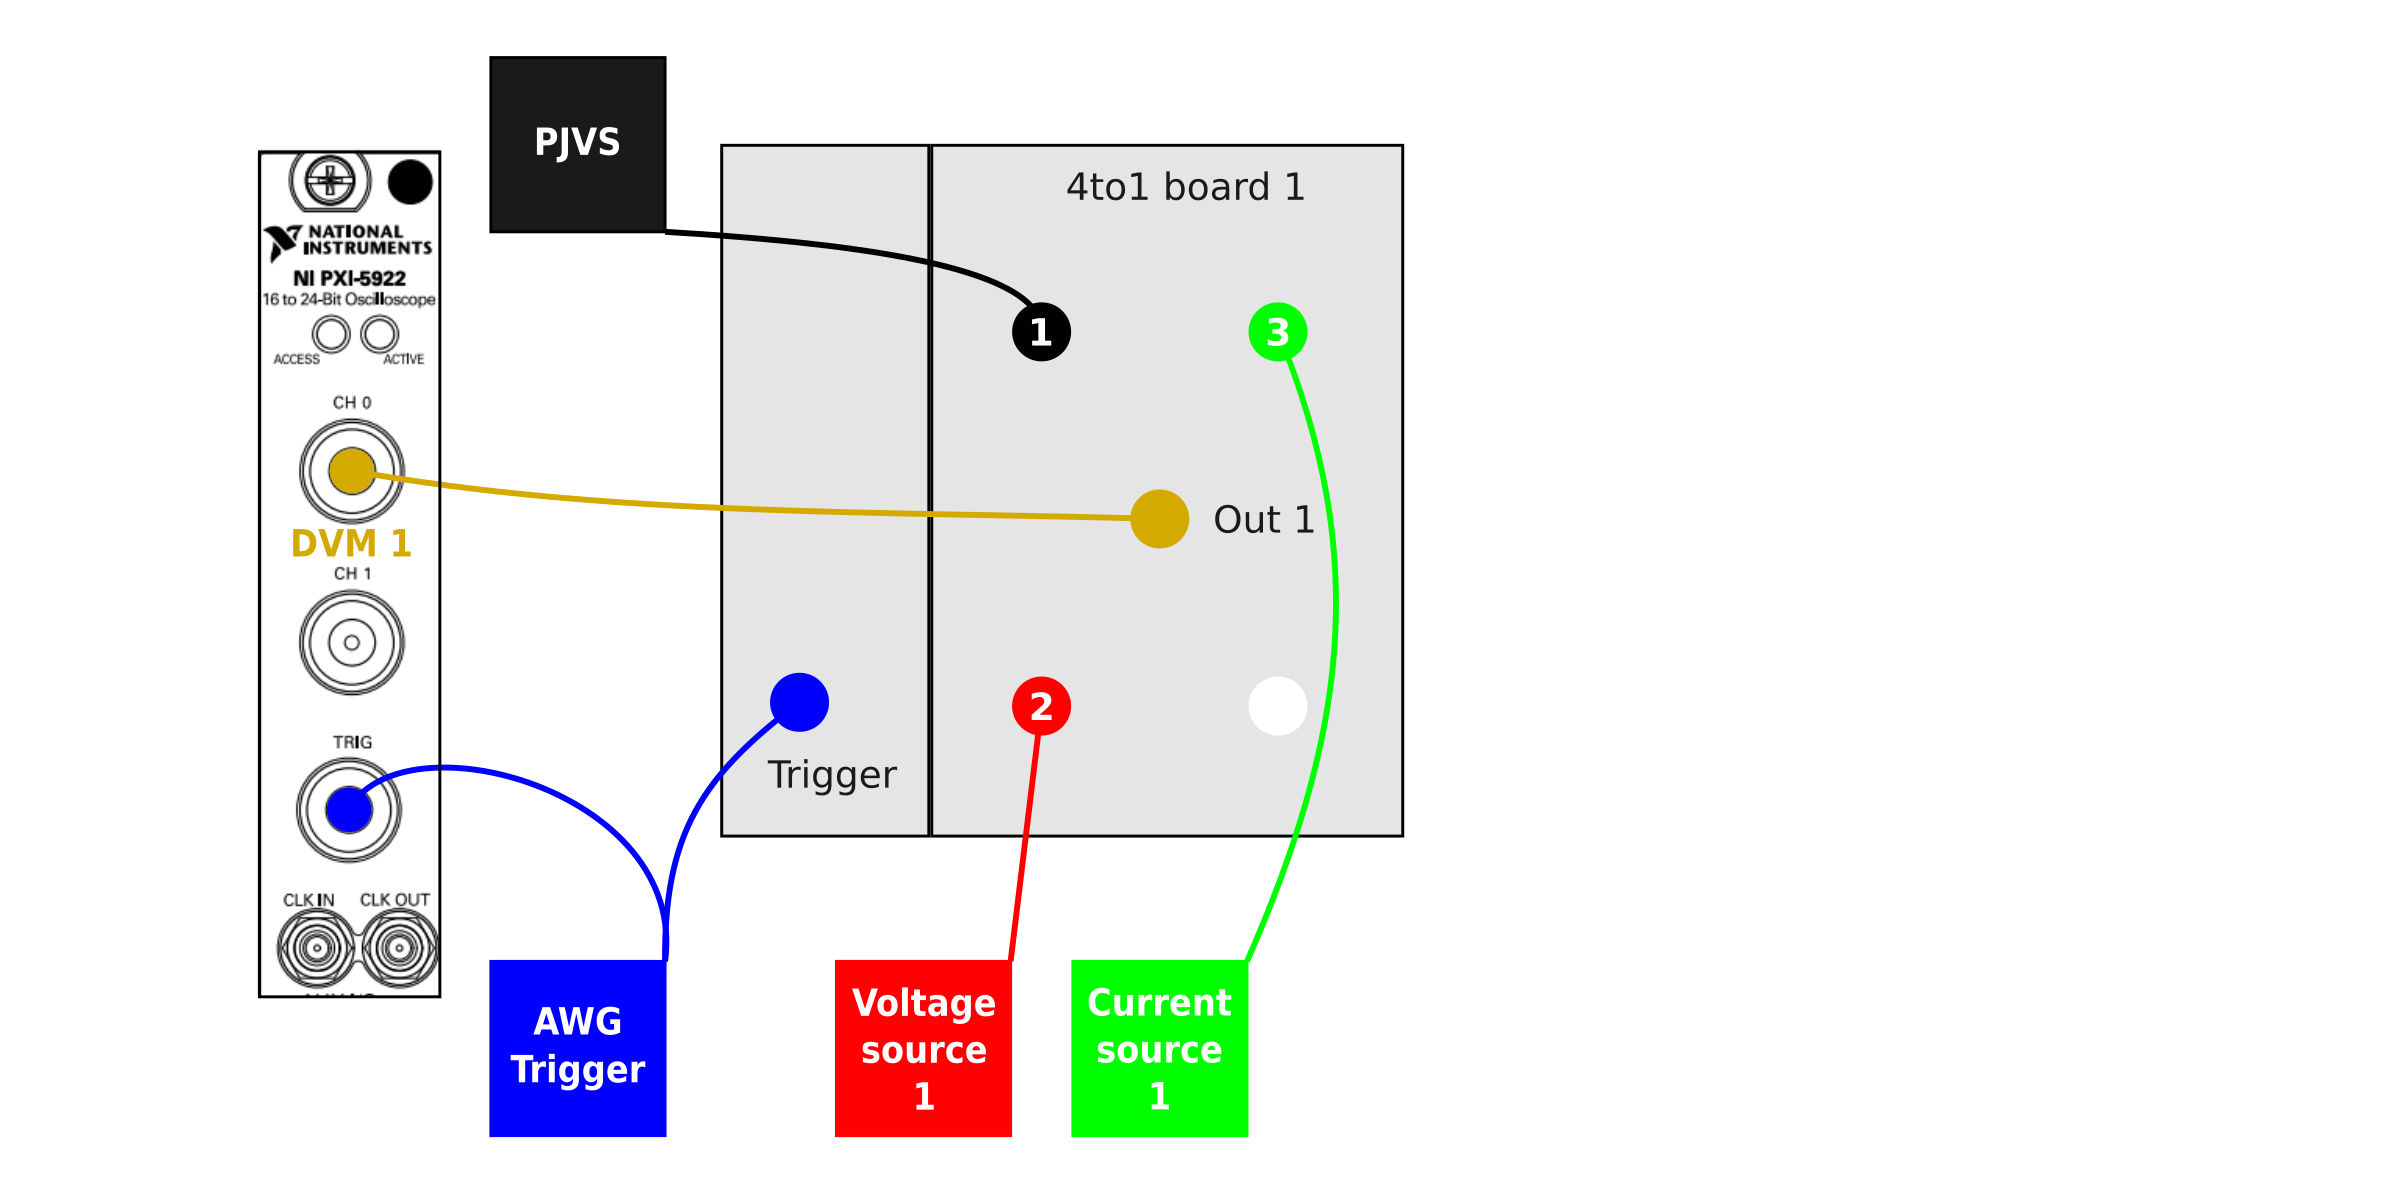 PJVS
4to1 board 1
NATIONAL
INSTRUMENTS
NI PXI-5922
16 to 24-Bit Oscilloscope
ACCESS ACTIVE
1
3
CH 0
DVM 1
Out 1
CH 1
2
TRIG
Trigger
CLK IN CLK OUT
AWG
Trigger
Voltage
source
1
Current
source
1